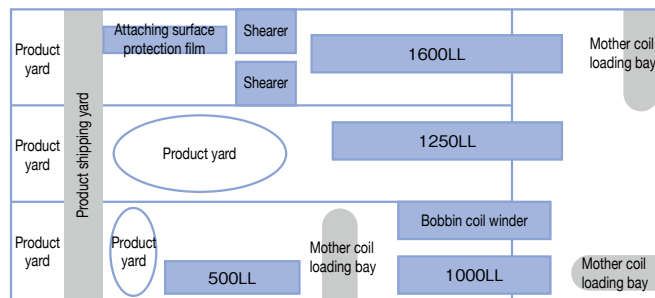 Product
yard
Product shipping yard
Attaching surface
protection film
Shearer
Shearer
1600LL
Mother coil
loading bay
Product
yard
Product yard
1250LL
Product
yard
Product
yard
500LL
Mother coil
loading bay
Bobbin coil winder
1000LL
Mother coil
loading bay